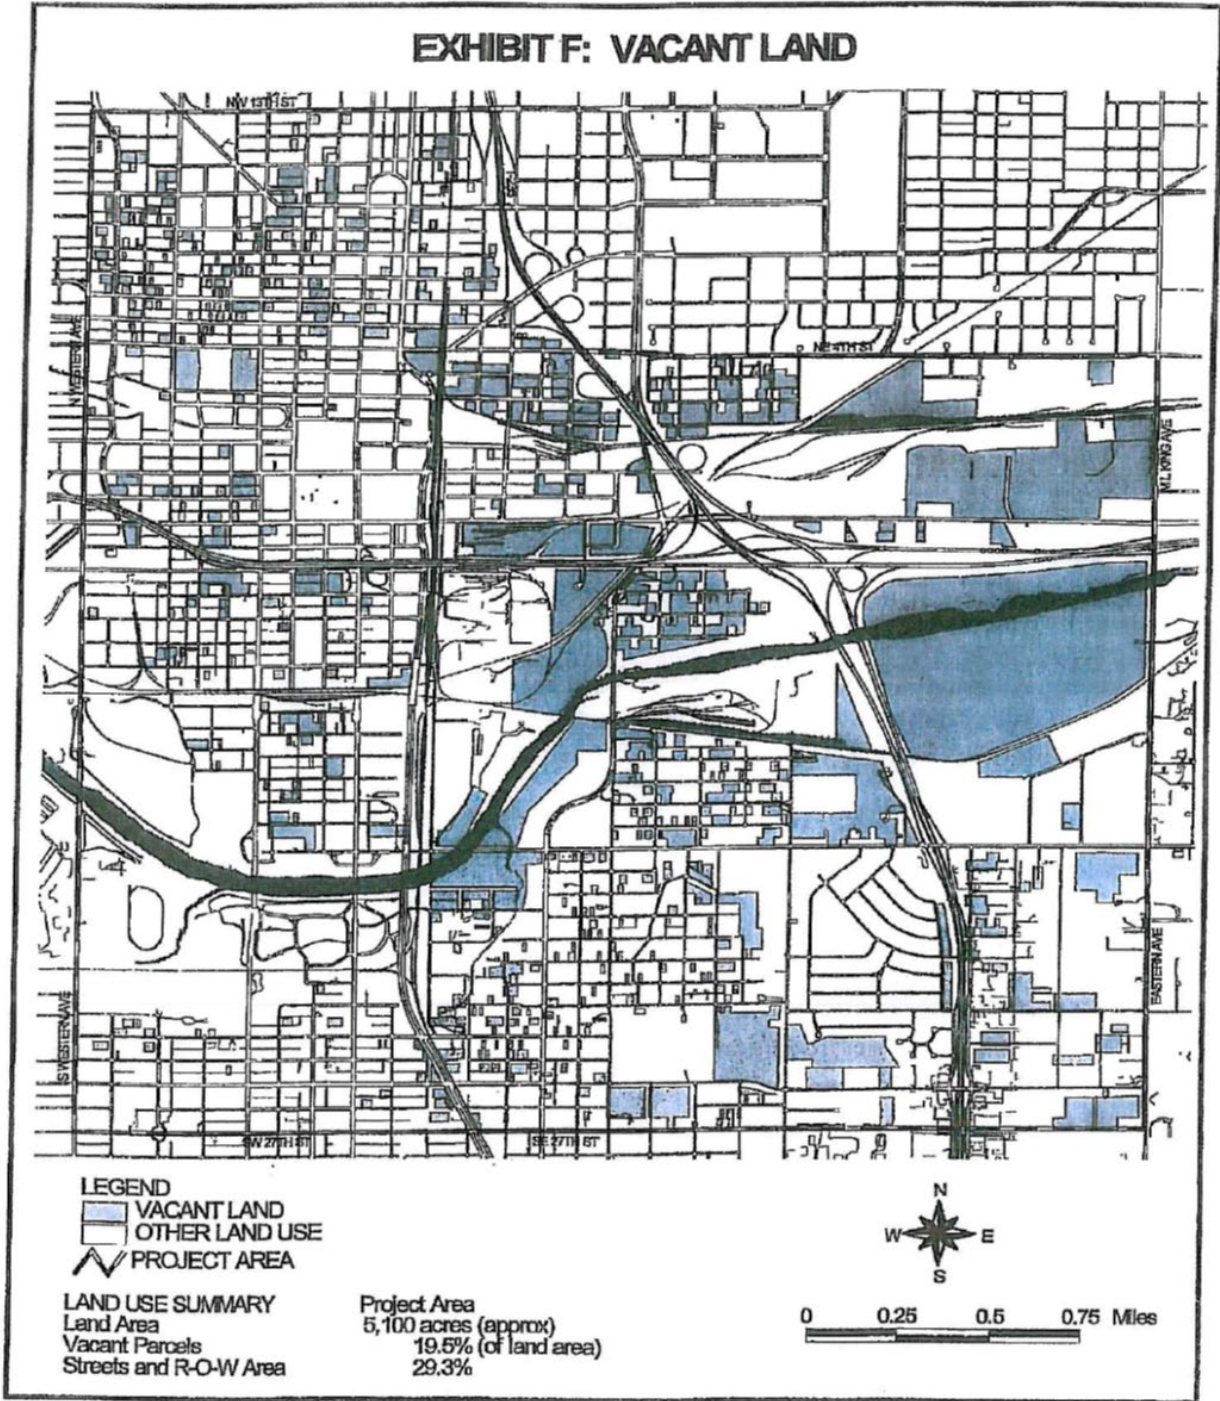 EXHIBIT F: VACANT LAND
NW 13TH ST
N WESTERN AVE
NE 4TH ST
M L KING AVE
EASTERN AVE
S WESTERN AVE
SW 27TH ST
SE 27TH ST
LEGEND
VACANT LAND
OTHER LAND USE
PROJECT AREA
N
W E
S
LAND USE SUMMARY Project Area
Land Area 5,100 acres (approx)
Vacant Parcels 19.5% (of land area)
Streets and R-O-W Area 29.3%
0 0.25 0.5 0.75 Miles